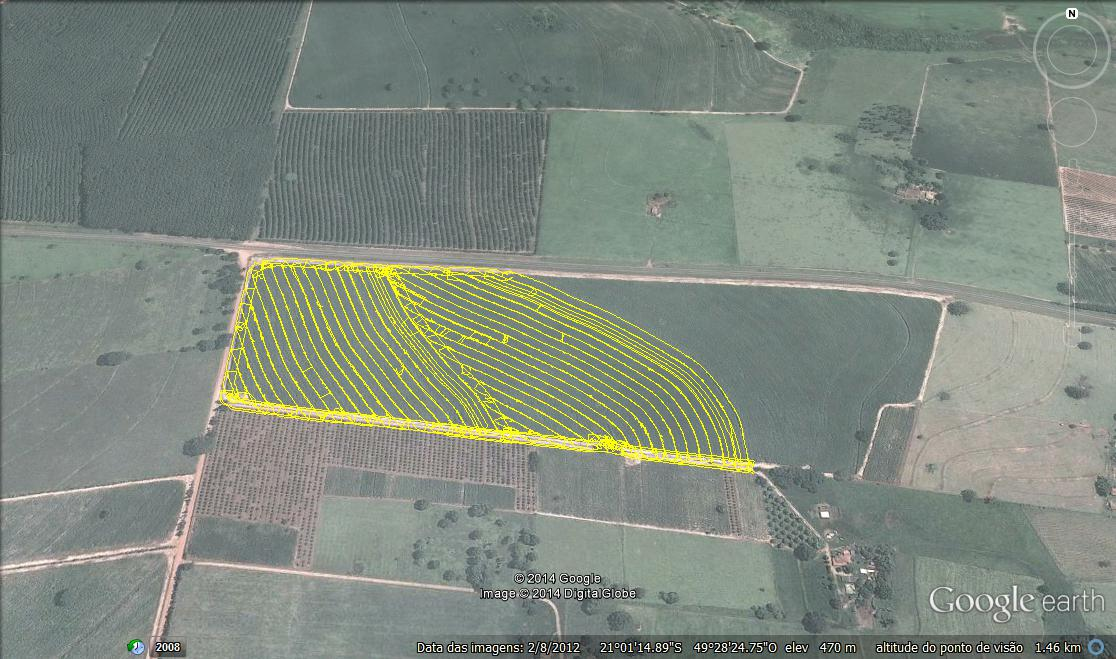 N
© 2014 Google
Image © 2014 DigitalGlobe
Google earth
2008
Data das imagens: 2/8/2012 21°01'14.89"S 49°28'24.75"O elev 470 m altitude do ponto de visão 1.46 km